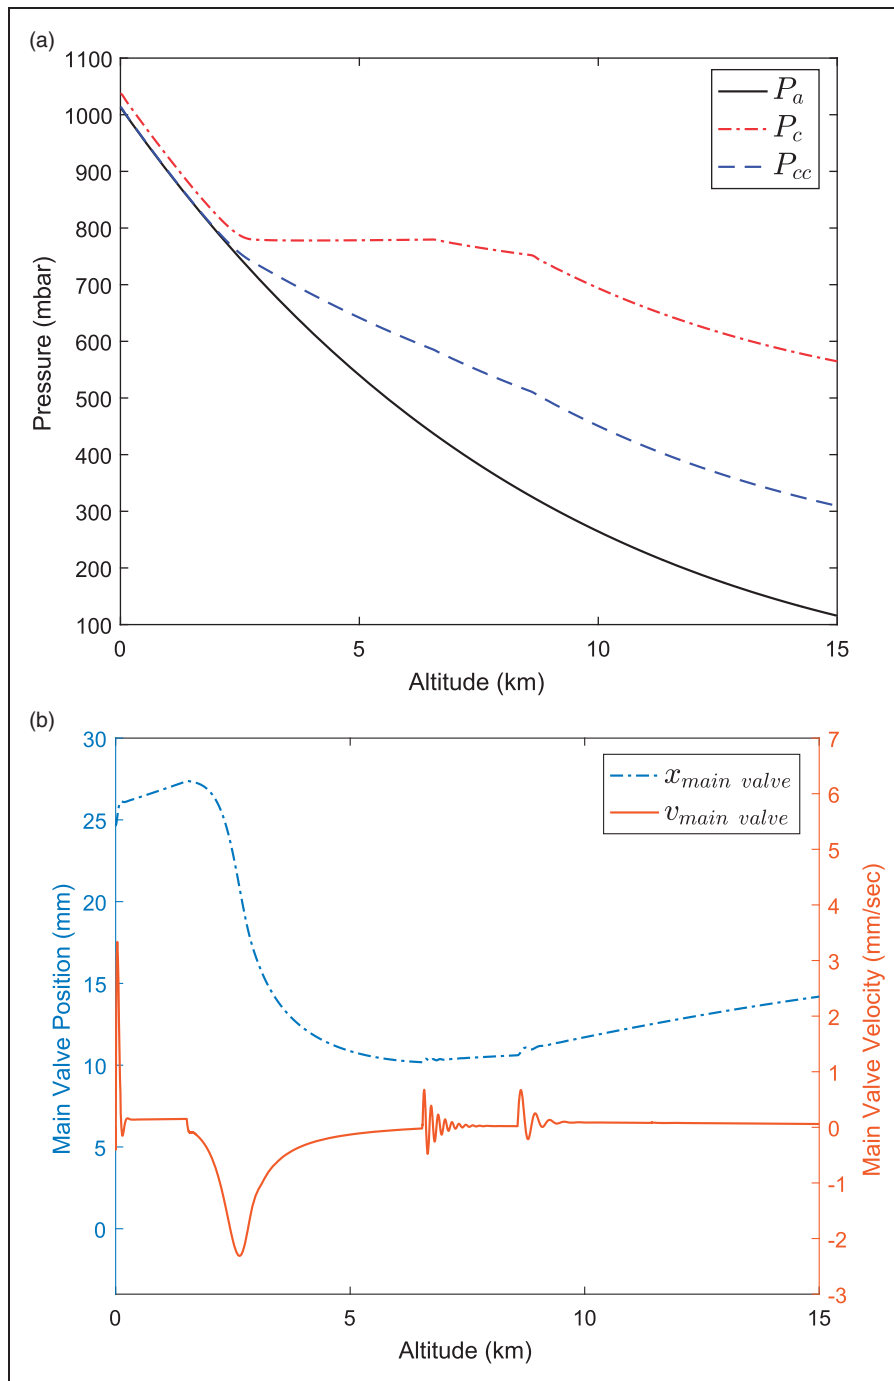 (a)
1100
1000
900
800
700
600
500
400
300
200
100
Pressure (mbar)
P_a
P_c
P_cc
0 5 10 15
Altitude (km)
(b)
30
25
20
15
10
5
0
Main Valve Position (mm)
x_main valve
v_main valve
7
6
5
4
3
2
1
0
-1
-2
-3
Main Valve Velocity (mm/sec)
0 5 10 15
Altitude (km)